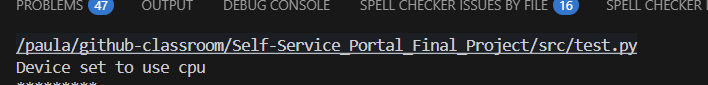 PROBLEMS 47 OUTPUT DEBUG CONSOLE SPELL CHECKER ISSUES BY FILE 16 SPELL CHECKER
/paula/github-classroom/Self-Service_Portal_Final_Project/src/test.py
Device set to use cpu
*********